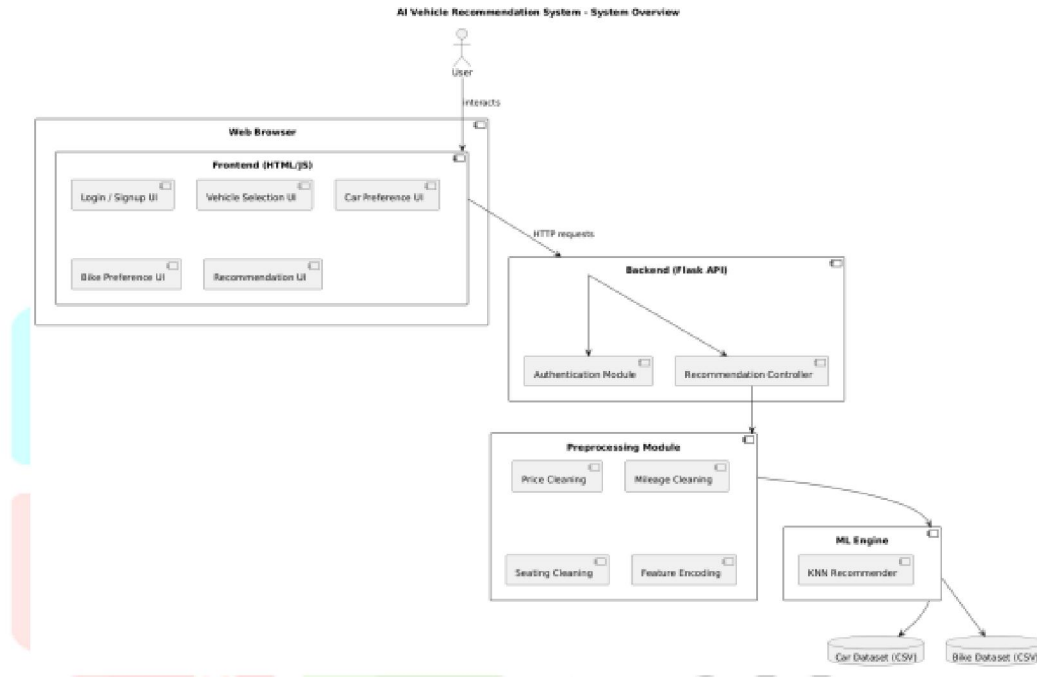 AI Vehicle Recommendation System - System Overview
User
interacts
Web Browser
Frontend (HTML/JS)
Login / Signup UI
Vehicle Selection UI
Car Preference UI
Bike Preference UI
Recommendation UI
HTTP requests
Backend (Flask API)
Authentication Module
Recommendation Controller
Preprocessing Module
Price Cleaning
Mileage Cleaning
Seating Cleaning
Feature Encoding
ML Engine
KNN Recommender
Car Dataset (CSV)
Bike Dataset (CSV)